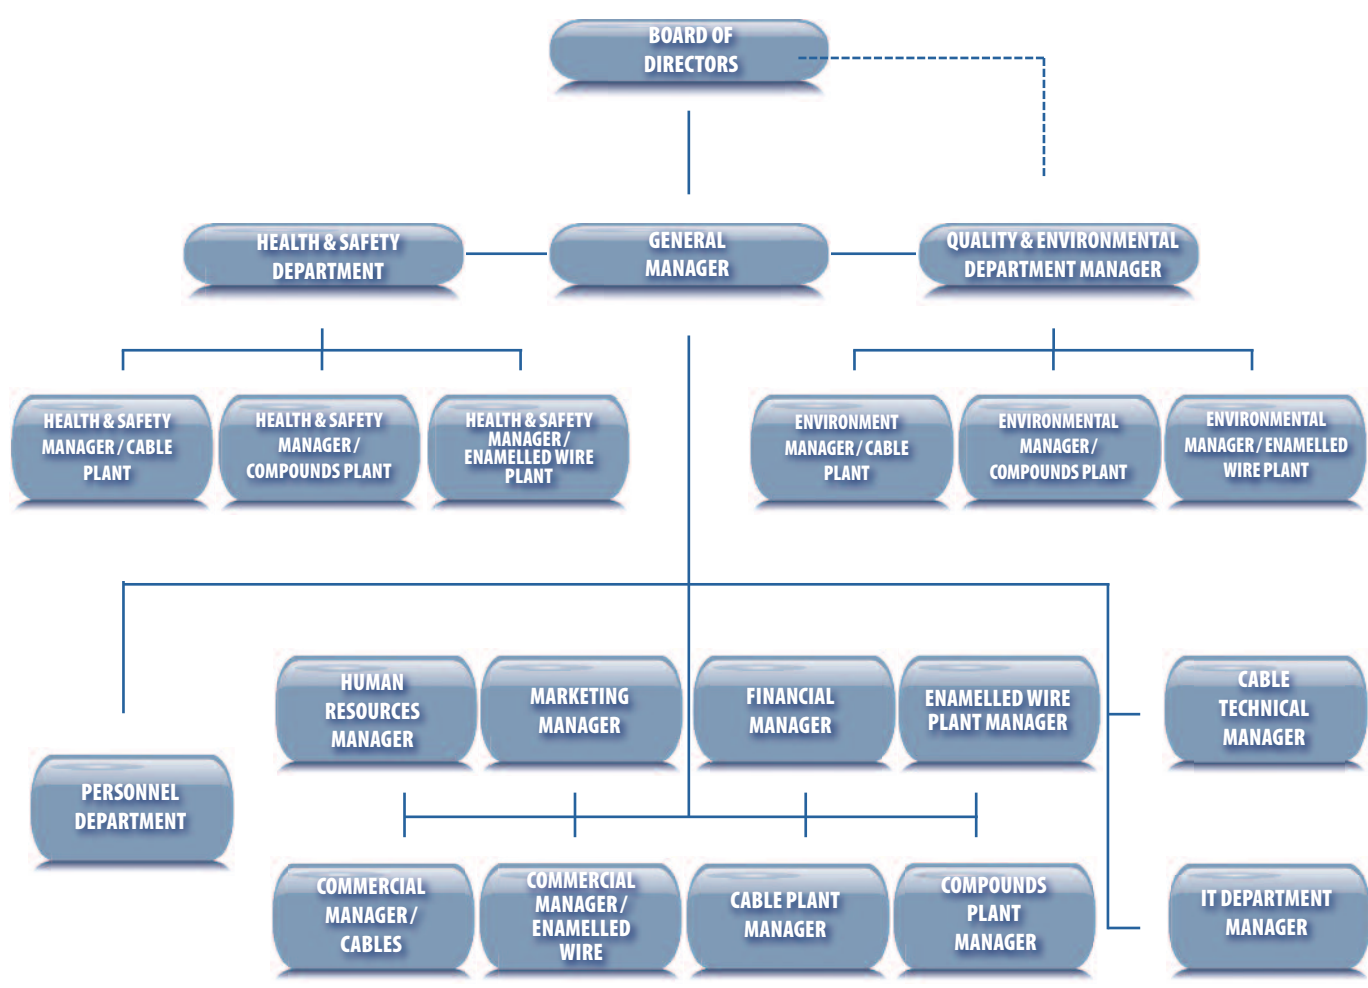 BOARD OF
DIRECTORS
HEALTH & SAFETY
DEPARTMENT
GENERAL
MANAGER
QUALITY & ENVIRONMENTAL
DEPARTMENT MANAGER
HEALTH & SAFETY
MANAGER / CABLE
PLANT
HEALTH & SAFETY
MANAGER /
COMPOUNDS PLANT
HEALTH & SAFETY
MANAGER /
ENAMELLED WIRE
PLANT
ENVIRONMENT
MANAGER / CABLE
PLANT
ENVIRONMENTAL
MANAGER /
COMPOUNDS PLANT
ENVIRONMENTAL
MANAGER / ENAMELLED
WIRE PLANT
HUMAN
RESOURCES
MANAGER
MARKETING
MANAGER
FINANCIAL
MANAGER
ENAMELLED WIRE
PLANT MANAGER
CABLE
TECHNICAL
MANAGER
PERSONNEL
DEPARTMENT
COMMERCIAL
MANAGER /
CABLES
COMMERCIAL
MANAGER /
ENAMELLED
WIRE
CABLE PLANT
MANAGER
COMPOUNDS
PLANT
MANAGER
IT DEPARTMENT
MANAGER